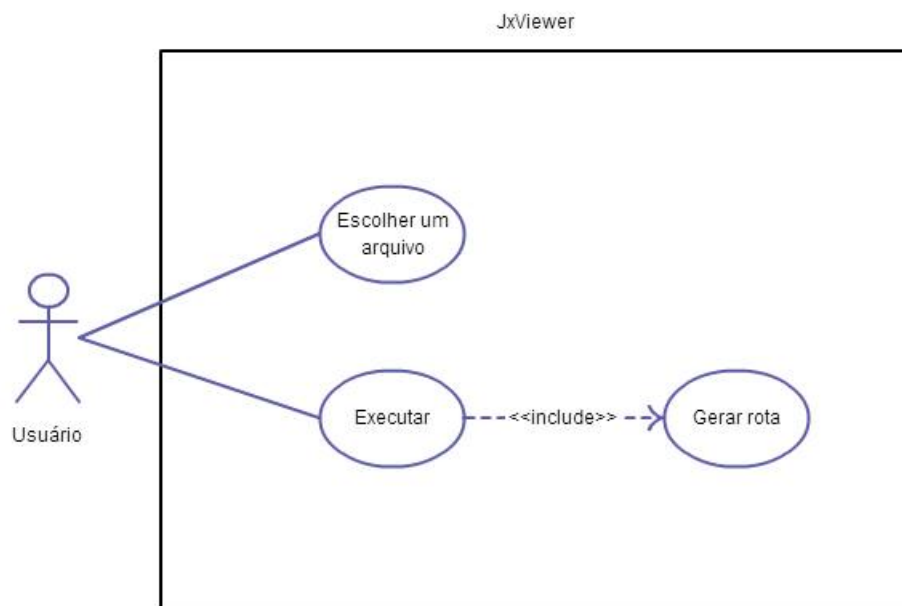 JxViewer
Escolher um
arquivo
Executar
<<include>>
Gerar rota
Usuário